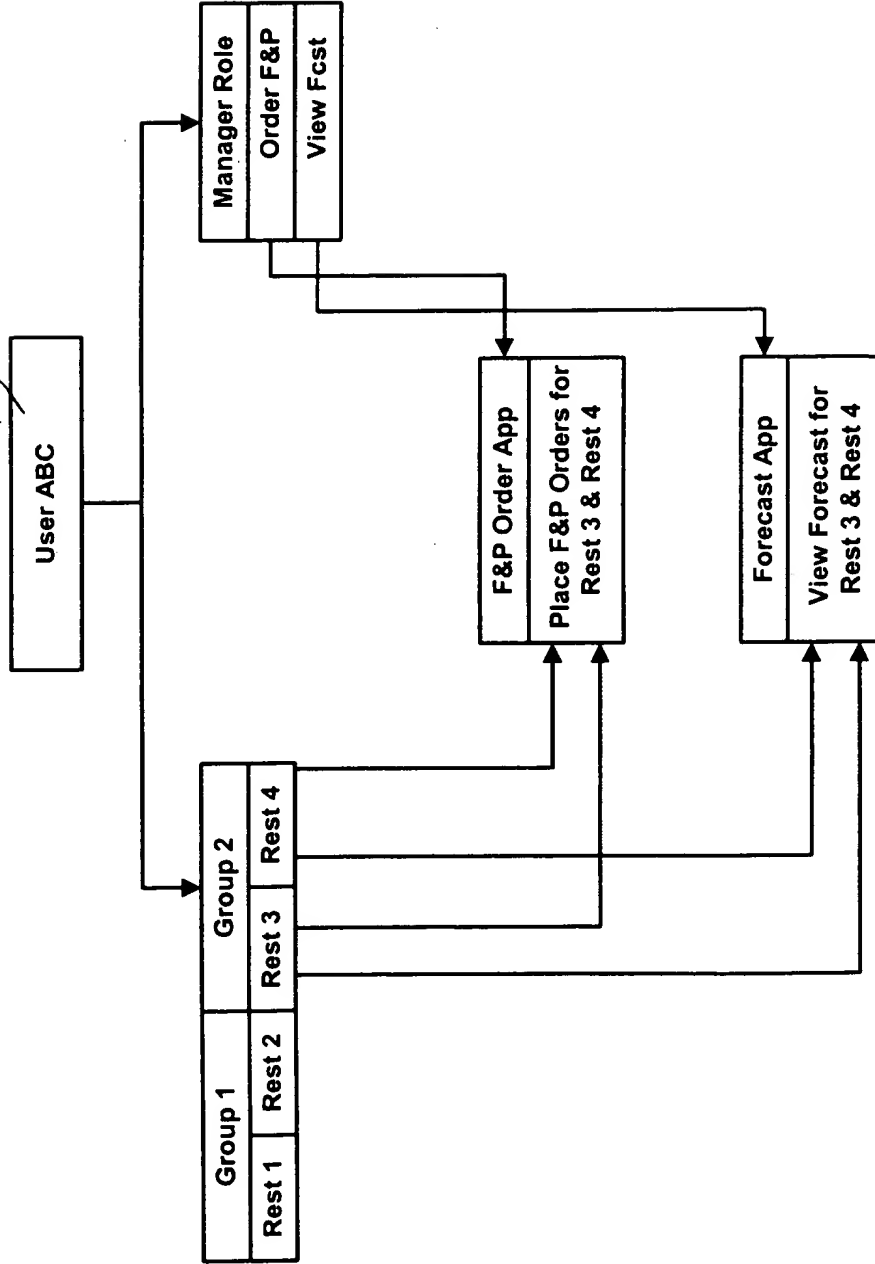 User ABC
Group 1
Group 2
Rest 1
Rest 2
Rest 3
Rest 4
Manager Role
Order F&P
View Fcst
F&P Order App
Place F&P Orders for
Rest 3 & Rest 4
Forecast App
View Forecast for
Rest 3 & Rest 4